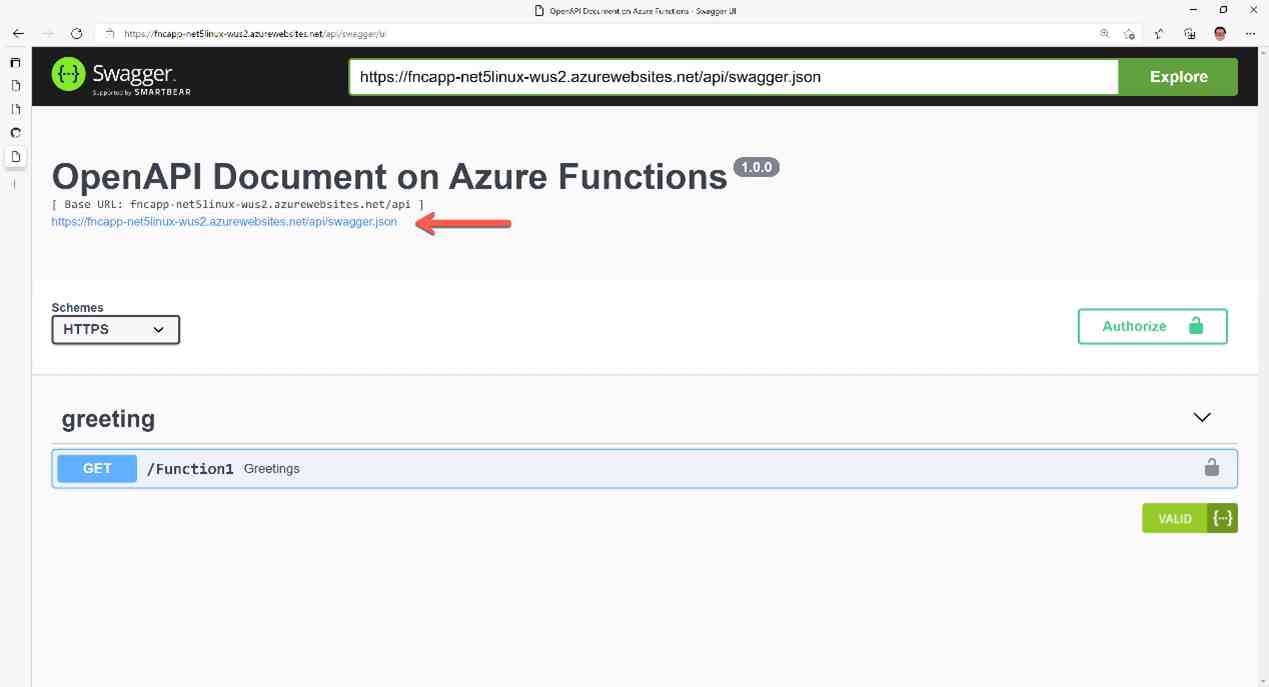 OpenAPI Document on Azure Functions - Swagger UI
https://fncapp-net5linux-wus2.azurewebsites.net/api/swagger/ui
{···} Swagger.
Supported by SMARTBEAR
https://fncapp-net5linux-wus2.azurewebsites.net/api/swagger.json
Explore
OpenAPI Document on Azure Functions 1.0.0
[ Base URL: fncapp-net5linux-wus2.azurewebsites.net/api ]
https://fncapp-net5linux-wus2.azurewebsites.net/api/swagger.json
Schemes
HTTPS
Authorize
greeting
GET /Function1 Greetings
VALID {···}